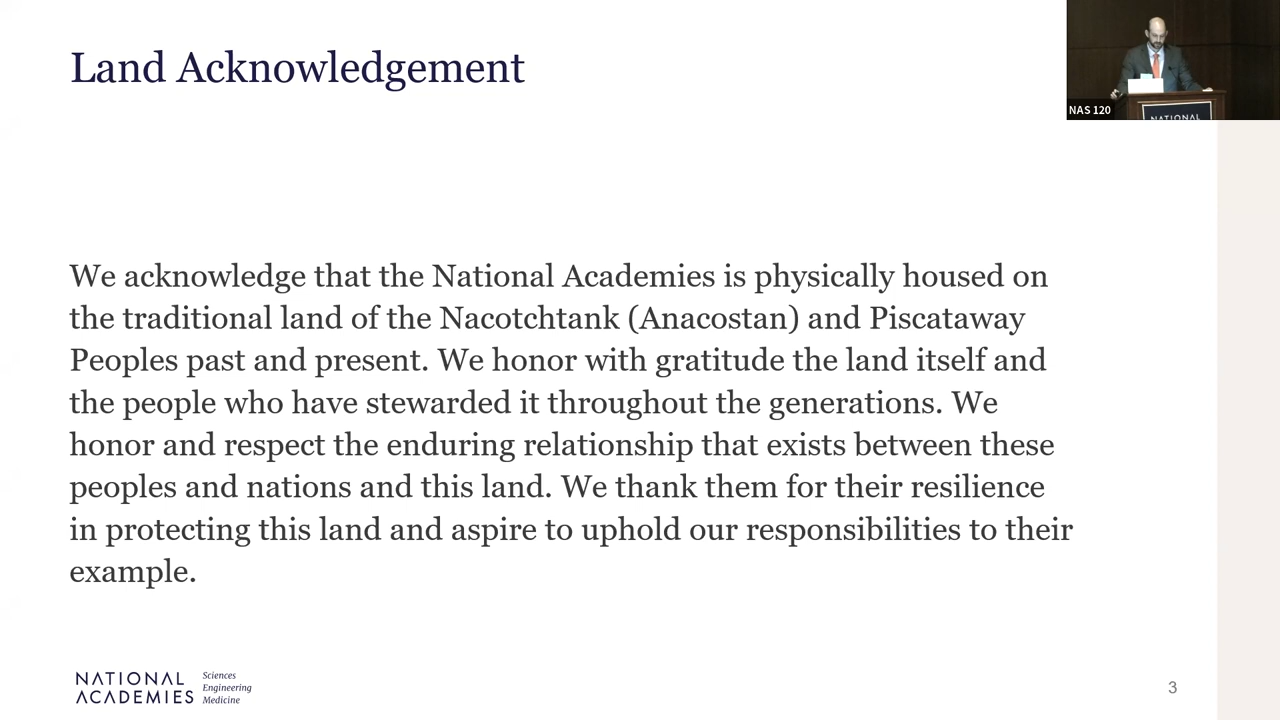 Land Acknowledgement
NAS 120
NATIONAL
We acknowledge that the National Academies is physically housed on
the traditional land of the Nacotchtank (Anacostan) and Piscataway
Peoples past and present. We honor with gratitude the land itself and
the people who have stewarded it throughout the generations. We
honor and respect the enduring relationship that exists between these
peoples and nations and this land. We thank them for their resilience
in protecting this land and aspire to uphold our responsibilities to their
example.
NATIONAL
ACADEMIES
Sciences
Engineering
Medicine
3